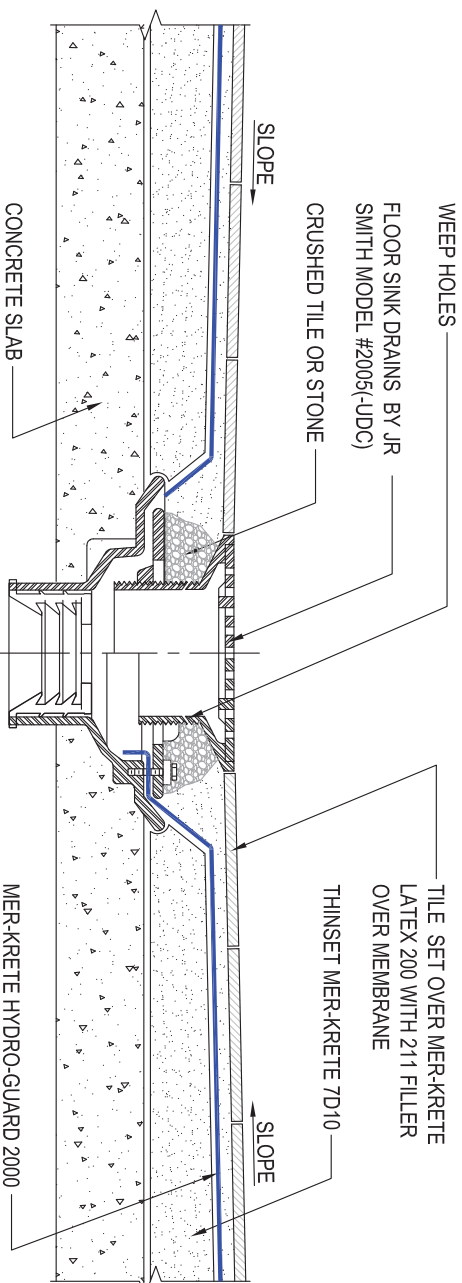 WEEP HOLES
FLOOR SINK DRAINS BY JR
SMITH MODEL #2005(-UDC)
CRUSHED TILE OR STONE
SLOPE
CONCRETE SLAB
TILE SET OVER MER-KRETE
LATEX 200 WITH 211 FILLER
OVER MEMBRANE
THINSET MER-KRETE 7D10
SLOPE
MER-KRETE HYDRO-GUARD 2000